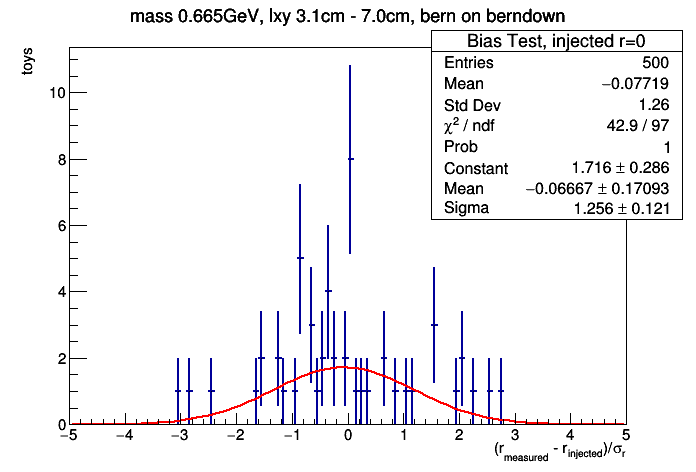 mass 0.665GeV, lxy 3.1cm - 7.0cm, bern on berndown
toys
Bias Test, injected r=0
Entries 500
Mean −0.07719
Std Dev 1.26
χ² / ndf 42.9 / 97
Prob 1
Constant 1.716 ± 0.286
Mean −0.06667 ± 0.17093
Sigma 1.256 ± 0.121
10
8
6
4
2
0
−5 −4 −3 −2 −1 0 1 2 3 4 5
(r_measured - r_injected)/σ_r